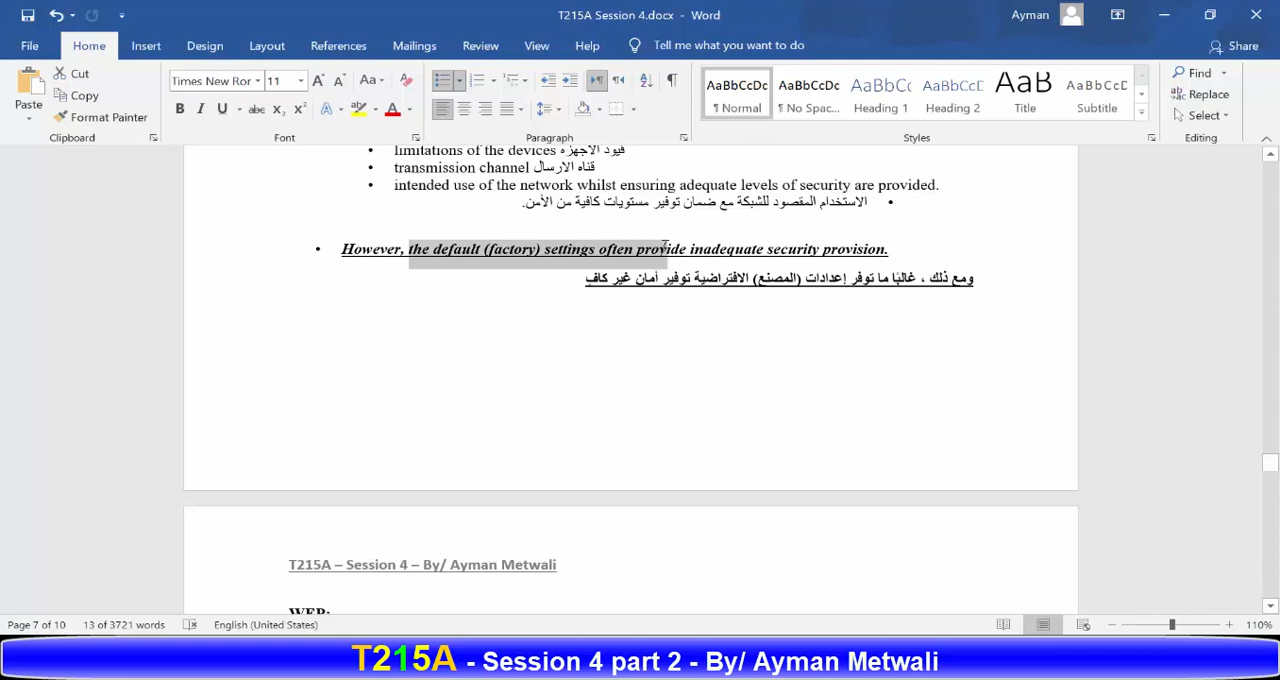 T215A Session 4.docx - Word
Ayman
File Home Insert Design Layout References Mailings Review View Help Tell me what you want to do Share
Paste
Cut
Copy
Format Painter
Clipboard
Times New Ror 11
Font
Paragraph
AaBbCcDc
¶ Normal
AaBbCcDc
¶ No Spac...
AaBbCc
Heading 1
AaBbCcD
Heading 2
AaB
Title
AaBbCcD
Subtitle
Styles
Find
Replace
Select
Editing
• limitations of the devices قيود الاجهزه
• transmission channel قناه الارسال
• intended use of the network whilst ensuring adequate levels of security are provided.
• الاستخدام المقصود للشبكة مع ضمان توفير مستويات كافية من الأمن.
• However, the default (factory) settings often provide inadequate security provision.
ومع ذلك ، غالبًا ما توفر إعدادات (المصنع) الافتراضية توفير أمان غير كافٍ
T215A – Session 4 – By/ Ayman Metwali
WEP:
Page 7 of 10 13 of 3721 words English (United States) 110%
T215A - Session 4 part 2 - By/ Ayman Metwali